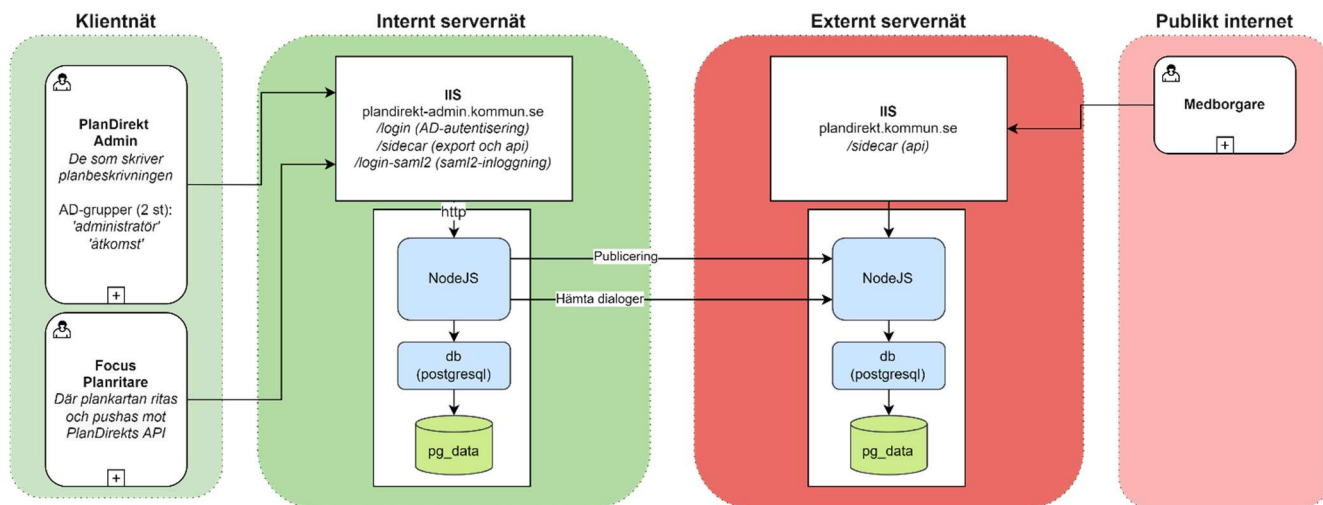 Klientnät
Internt servernät
Externt servernät
Publikt internet
PlanDirekt
Admin
De som skriver
planbeskrivningen
AD-grupper (2 st):
'administratör'
'åtkomst'
Focus
Planritare
Där plankartan ritas
och pushas mot
PlanDirekts API
IIS
plandirekt-admin.kommun.se
/login (AD-autentisering)
/sidecar (export och api)
/login-saml2 (saml2-inloggning)
http
NodeJS
db
(postgresql)
pg_data
Publicering
Hämta dialoger
IIS
plandirekt.kommun.se
/sidecar (api)
NodeJS
db
(postgresql)
pg_data
Medborgare